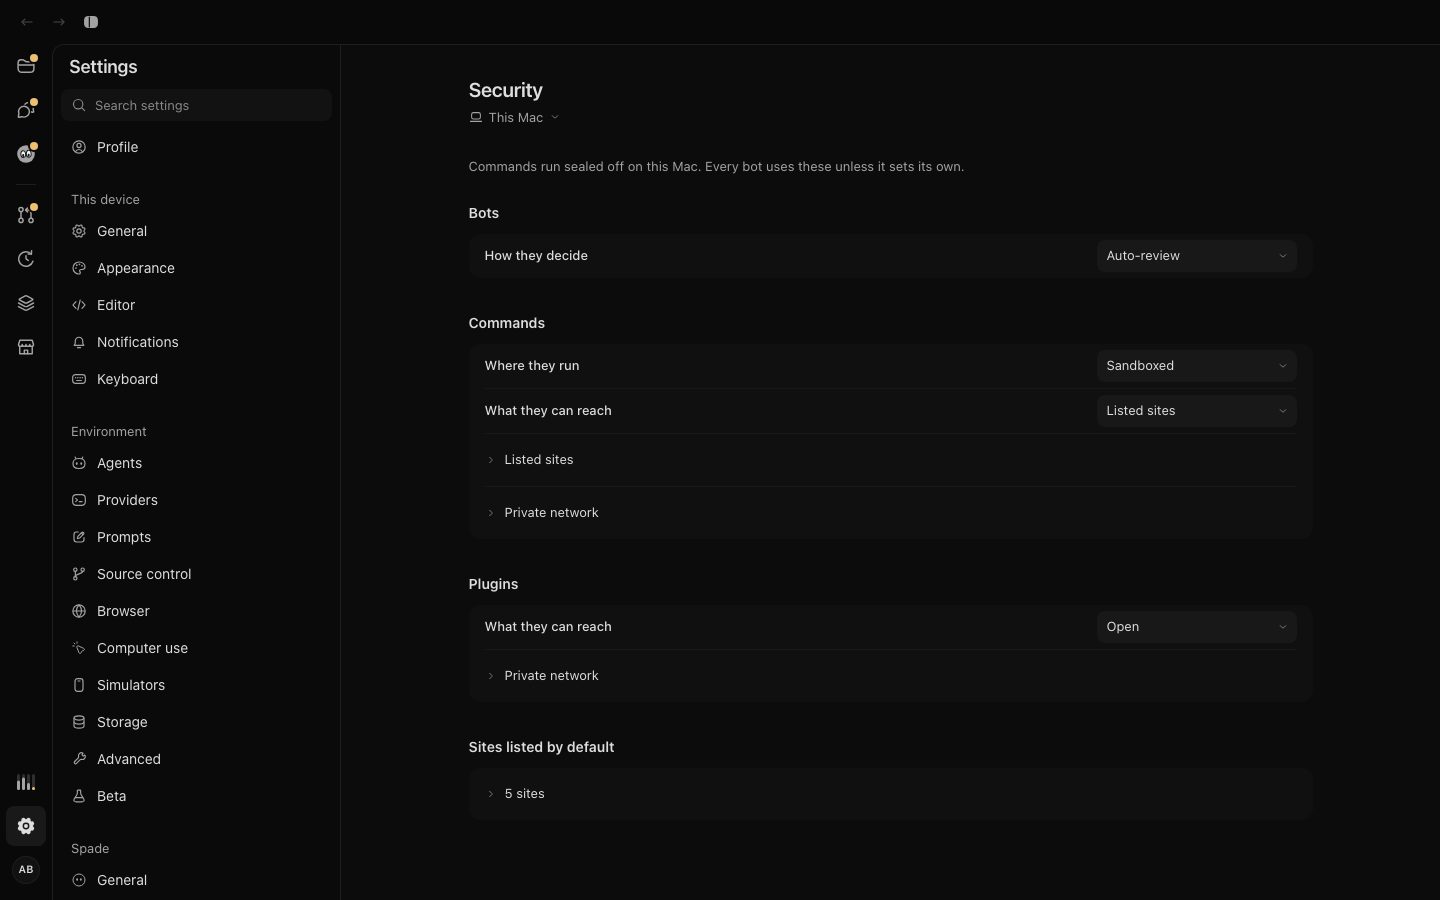 Settings
Search settings
Profile
This device
General
Appearance
Editor
Notifications
Keyboard
Environment
Agents
Providers
Prompts
Source control
Browser
Computer use
Simulators
Storage
Advanced
Beta
Spade
General
AB
Security
This Mac
Commands run sealed off on this Mac. Every bot uses these unless it sets its own.
Bots
How they decide
Auto-review
Commands
Where they run
Sandboxed
What they can reach
Listed sites
Listed sites
Private network
Plugins
What they can reach
Open
Private network
Sites listed by default
5 sites